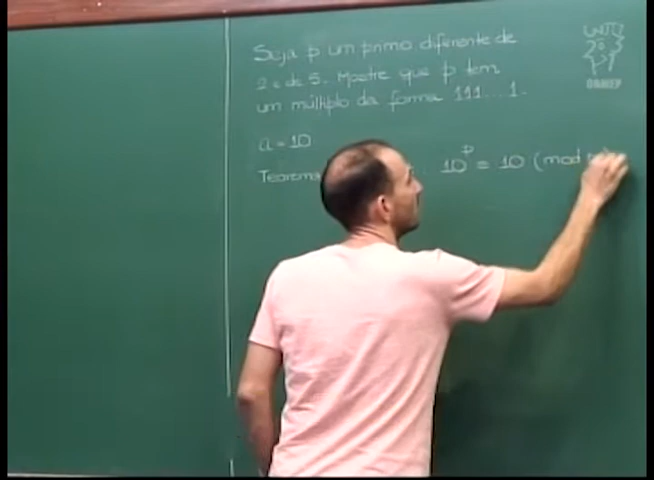 Seja p um primo diferente de
2 e de 5. Mostre que p tem
um múltiplo da forma 111...1.
a = 10
Teorema
10^p ≡ 10 (mod p)
OBMEP